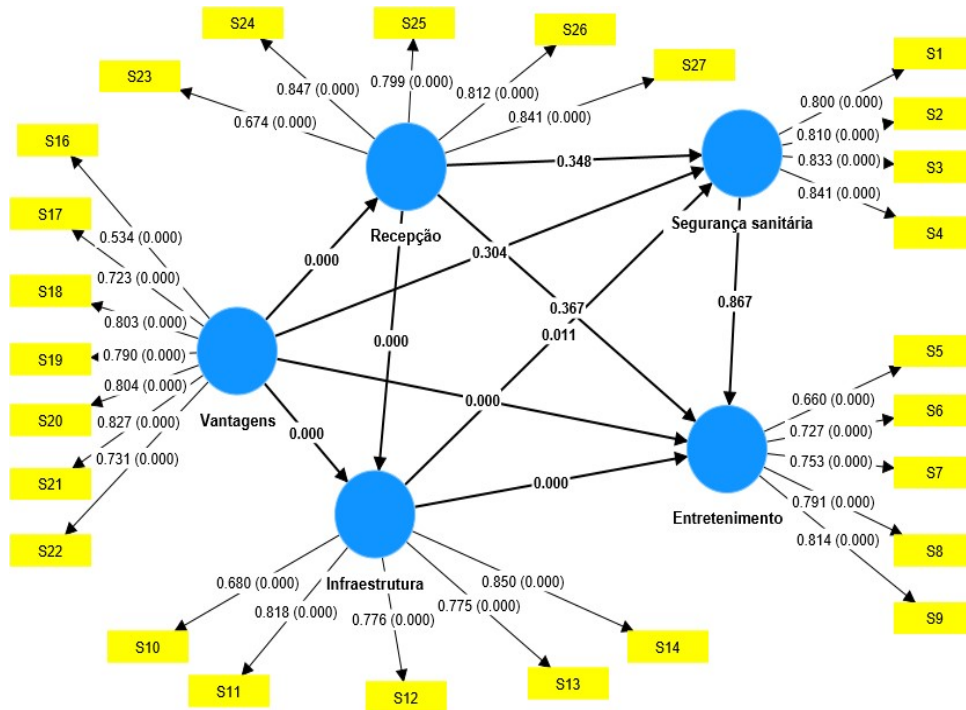 S24
S25
S26
S23
S27
S1
S2
S3
S4
0.847 (0.000)
0.799 (0.000)
0.812 (0.000)
0.674 (0.000)
0.841 (0.000)
0.800 (0.000)
0.810 (0.000)
0.833 (0.000)
0.841 (0.000)
S16
S17
S18
S19
S20
S21
S22
0.534 (0.000)
0.723 (0.000)
0.803 (0.000)
0.790 (0.000)
0.804 (0.000)
0.827 (0.000)
0.731 (0.000)
Recepção
Segurança sanitária
0.348
0.000
0.304
0.867
0.367
0.011
0.000
Vantagens
0.000
0.000
0.000
Infraestrutura
Entretenimento
S5
S6
S7
S8
S9
0.660 (0.000)
0.727 (0.000)
0.753 (0.000)
0.791 (0.000)
0.814 (0.000)
0.680 (0.000)
0.818 (0.000)
0.776 (0.000)
0.775 (0.000)
0.850 (0.000)
S10
S11
S12
S13
S14